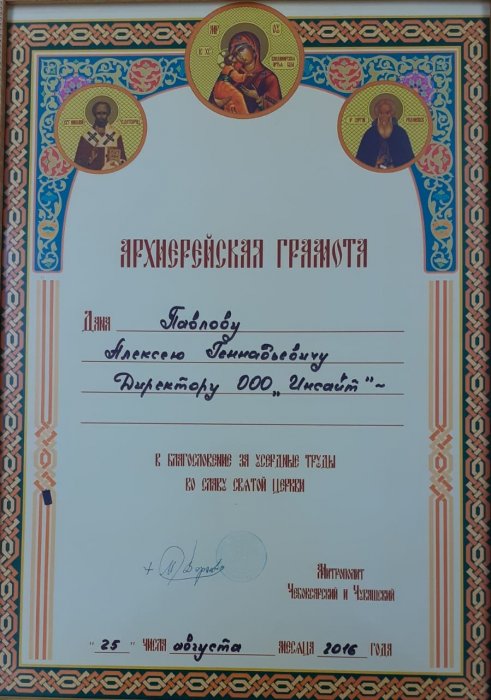 АРХИЕРЕЙСКАЯ ГРАМОТА
Дана Павлову
Алексею Геннадьевичу
Директору ООО „Инсайт" ~
в благословение за усердные труды
во славу святой Церкви
Митрополит
Чебоксарский и Чувашский
"25" числа августа месяца 2016 года